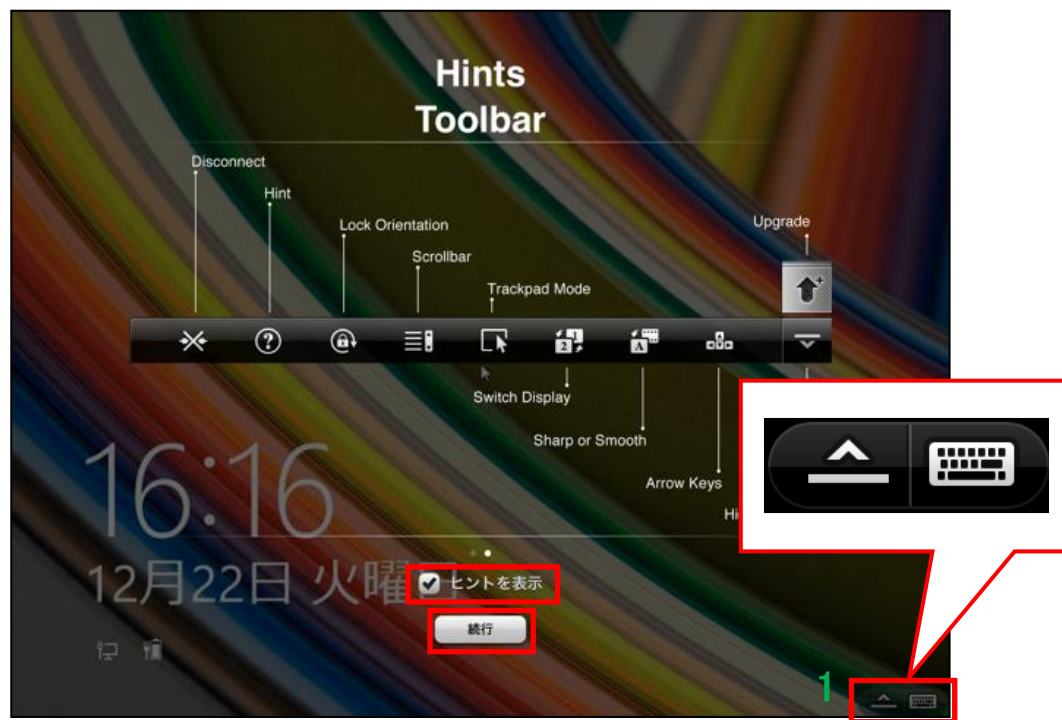 Hints
Toolbar
Disconnect
Hint
Lock Orientation
Scrollbar
Trackpad Mode
Upgrade
Switch Display
Sharp or Smooth
Arrow Keys
16:16
12月22日 火曜
ヒントを表示
続行
1